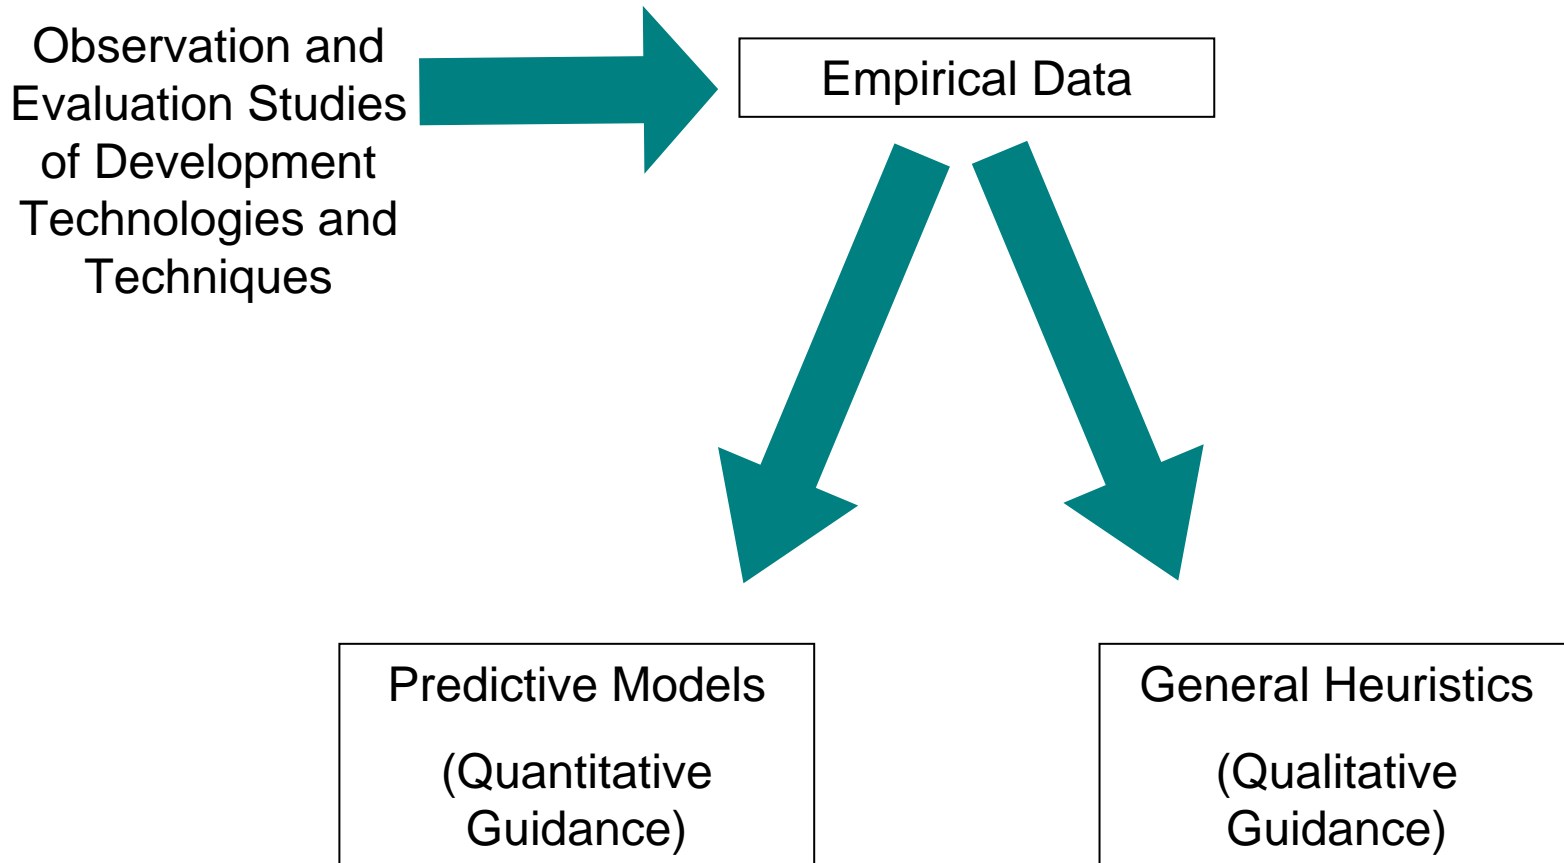 Observation and
Evaluation Studies
of Development
Technologies and
Techniques
Empirical Data
Predictive Models
(Quantitative
Guidance)
General Heuristics
(Qualitative
Guidance)